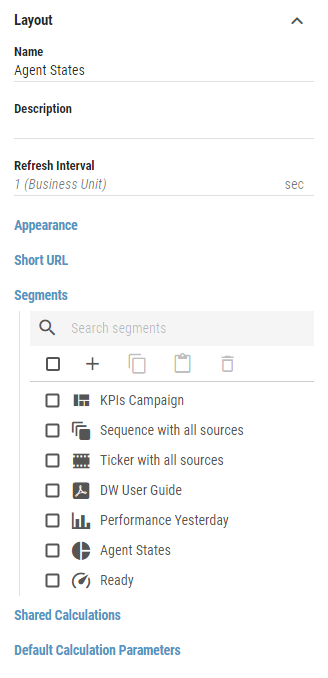 Layout
Name
Agent States
Description
Refresh Interval
1 (Business Unit) sec
Appearance
Short URL
Segments
Search segments
KPIs Campaign
Sequence with all sources
Ticker with all sources
DW User Guide
Performance Yesterday
Agent States
Ready
Shared Calculations
Default Calculation Parameters